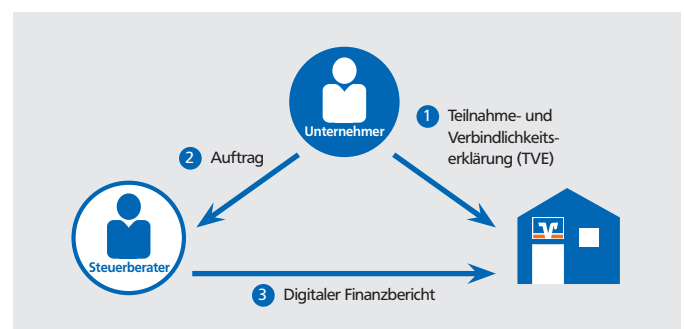 Unternehmer
1 Teilnahme- und
Verbindlichkeits-
erklärung (TVE)
2 Auftrag
Steuerberater
3 Digitaler Finanzbericht